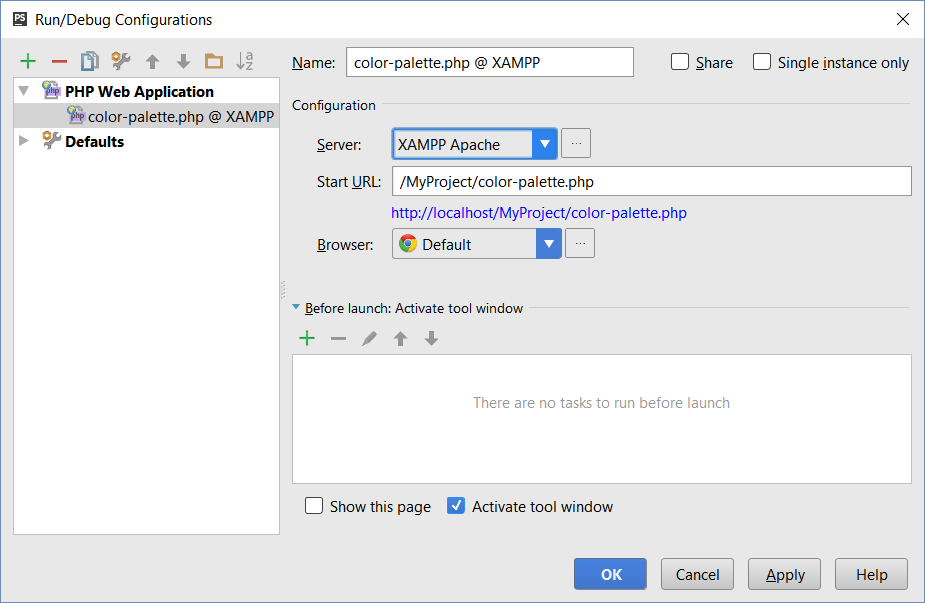 PS Run/Debug Configurations
Name: color-palette.php @ XAMPP Share Single instance only
PHP Web Application
color-palette.php @ XAMPP
Defaults
Configuration
Server: XAMPP Apache ...
Start URL: /MyProject/color-palette.php
http://localhost/MyProject/color-palette.php
Browser: Default ...
Before launch: Activate tool window
There are no tasks to run before launch
Show this page Activate tool window
OK Cancel Apply Help